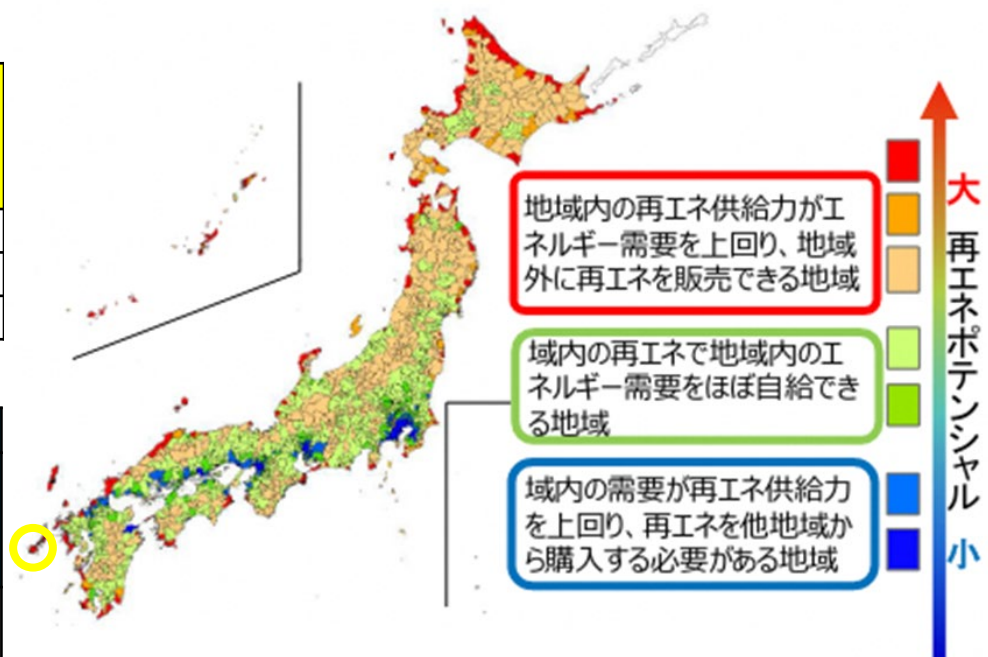 地域内の再エネ供給力がエ
ネルギー需要を上回り、地域
外に再エネを販売できる地域
域内の再エネで地域内のエ
ネルギー需要をほぼ自給でき
る地域
域内の需要が再エネ供給力
を上回り、再エネを他地域か
ら購入する必要がある地域
大
再エネポテンシャル
小